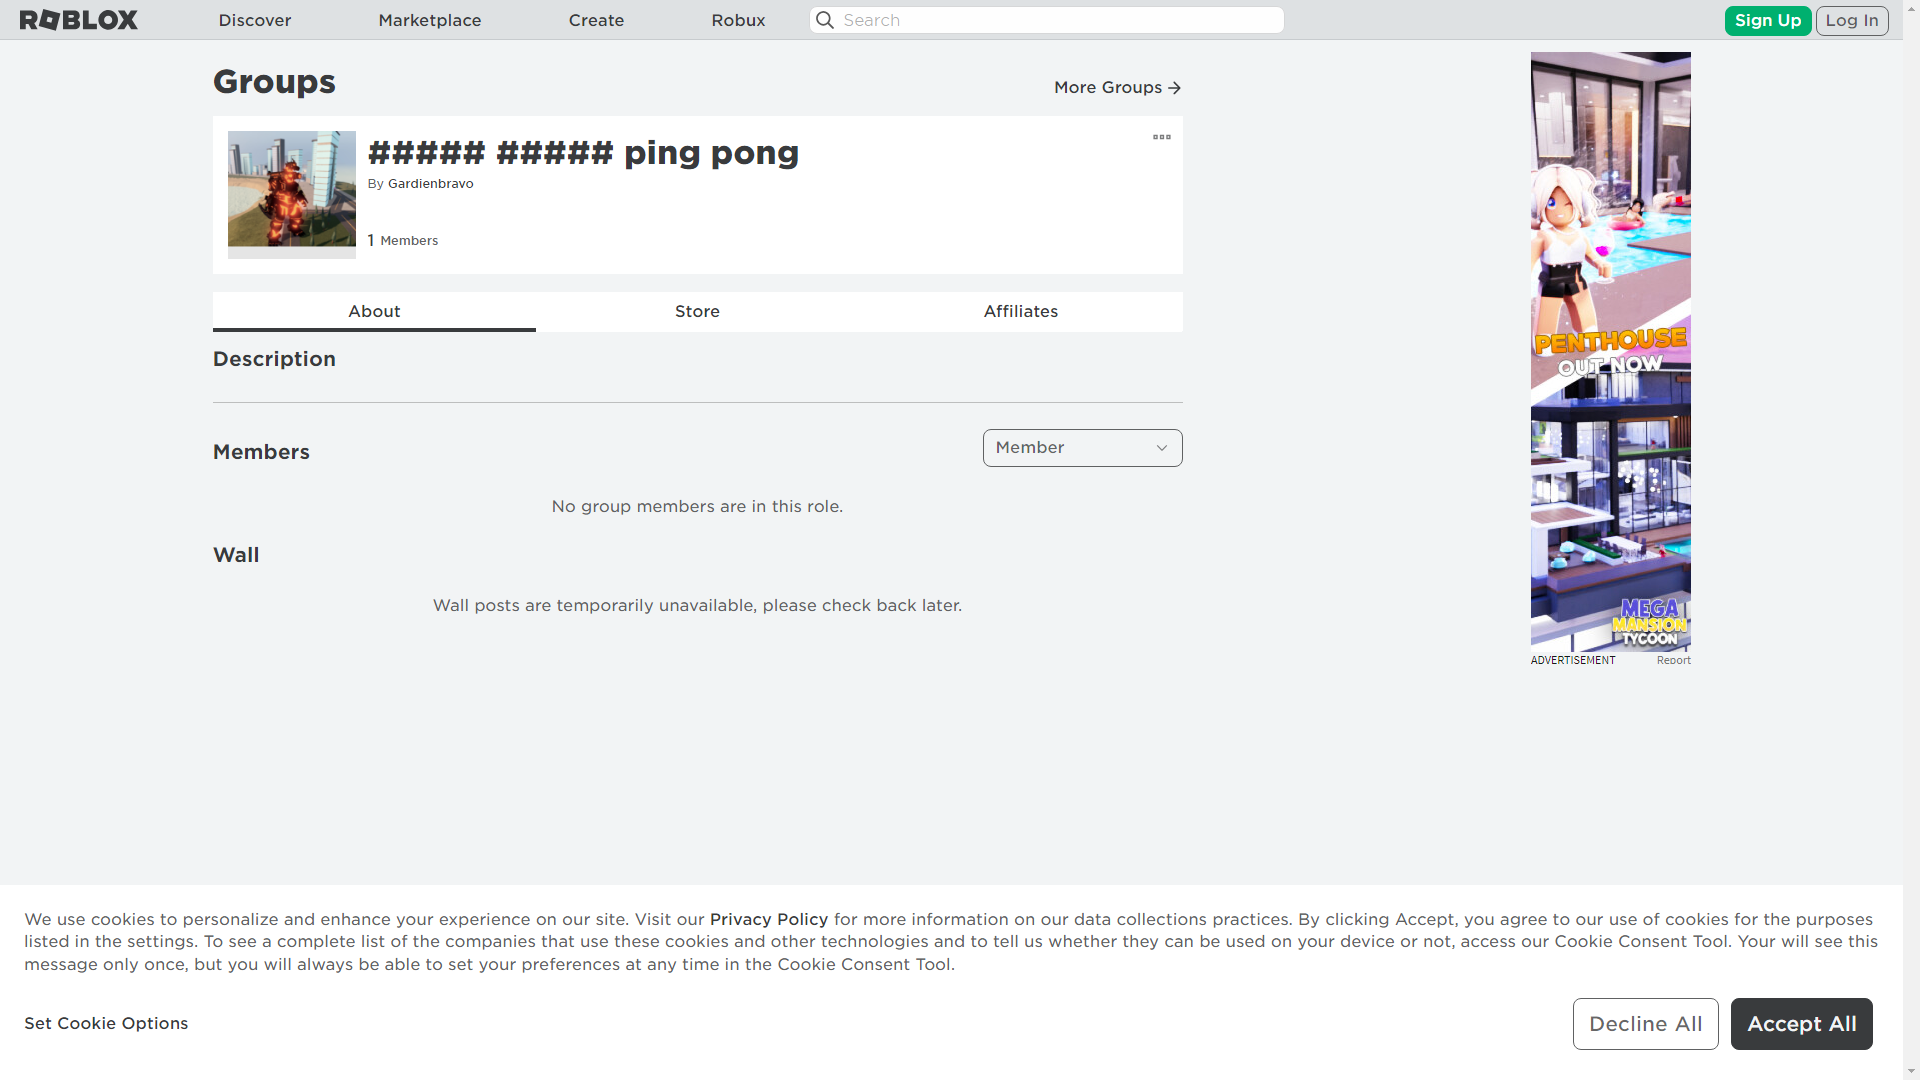 ROBLOX
Discover
Marketplace
Create
Robux
Search
Sign Up
Log In
Groups
More Groups
##### ##### ping pong
By Gardienbravo
1 Members
About
Store
Affiliates
Description
Members
Member
No group members are in this role.
Wall
Wall posts are temporarily unavailable, please check back later.
PENTHOUSE
OUT NOW
MEGA
MANSION
TYCOON
ADVERTISEMENT
Report
We use cookies to personalize and enhance your experience on our site. Visit our Privacy Policy for more information on our data collections practices. By clicking Accept, you agree to our use of cookies for the purposes
listed in the settings. To see a complete list of the companies that use these cookies and other technologies and to tell us whether they can be used on your device or not, access our Cookie Consent Tool. Your will see this
message only once, but you will always be able to set your preferences at any time in the Cookie Consent Tool.
Set Cookie Options
Decline All
Accept All